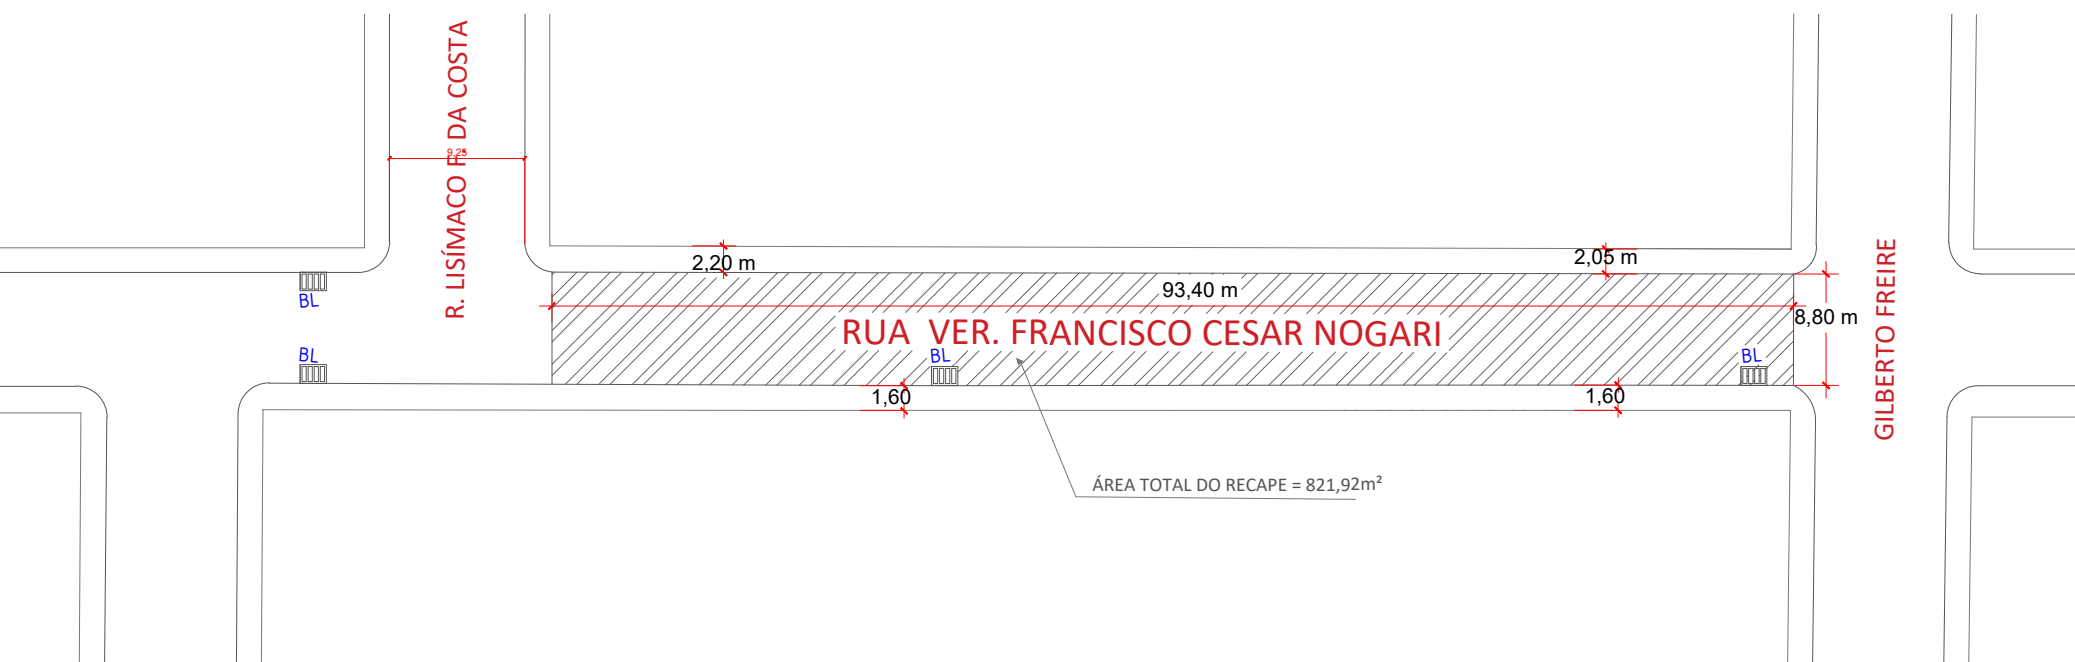 R. LISÍMACO F. DA COSTA
9,25
2,20 m
2,05 m
GILBERTO FREIRE
93,40 m
BL
8,80 m
RUA VER. FRANCISCO CESAR NOGARI
BL
BL
BL
1,60
1,60
ÁREA TOTAL DO RECAPE = 821,92m²